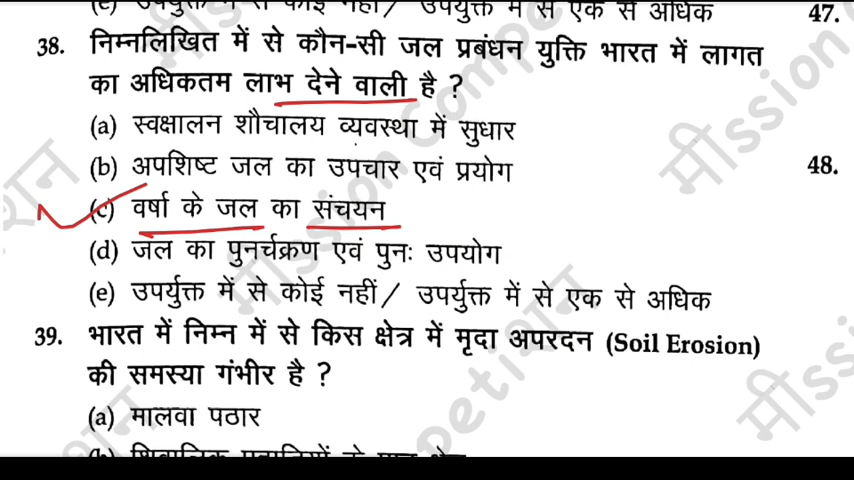 (e) उपर्युक्त में से कोई नहीं/ उपर्युक्त में से एक से अधिक
47.
38. निम्नलिखित में से कौन-सी जल प्रबंधन युक्ति भारत में लागत
का अधिकतम लाभ देने वाली है ?
(a) स्वक्षालन शौचालय व्यवस्था में सुधार
(b) अपशिष्ट जल का उपचार एवं प्रयोग
48.
(c) वर्षा के जल का संचयन
(d) जल का पुनर्चक्रण एवं पुनः उपयोग
(e) उपर्युक्त में से कोई नहीं/ उपर्युक्त में से एक से अधिक
39. भारत में निम्न में से किस क्षेत्र में मृदा अपरदन (Soil Erosion)
की समस्या गंभीर है ?
(a) मालवा पठार